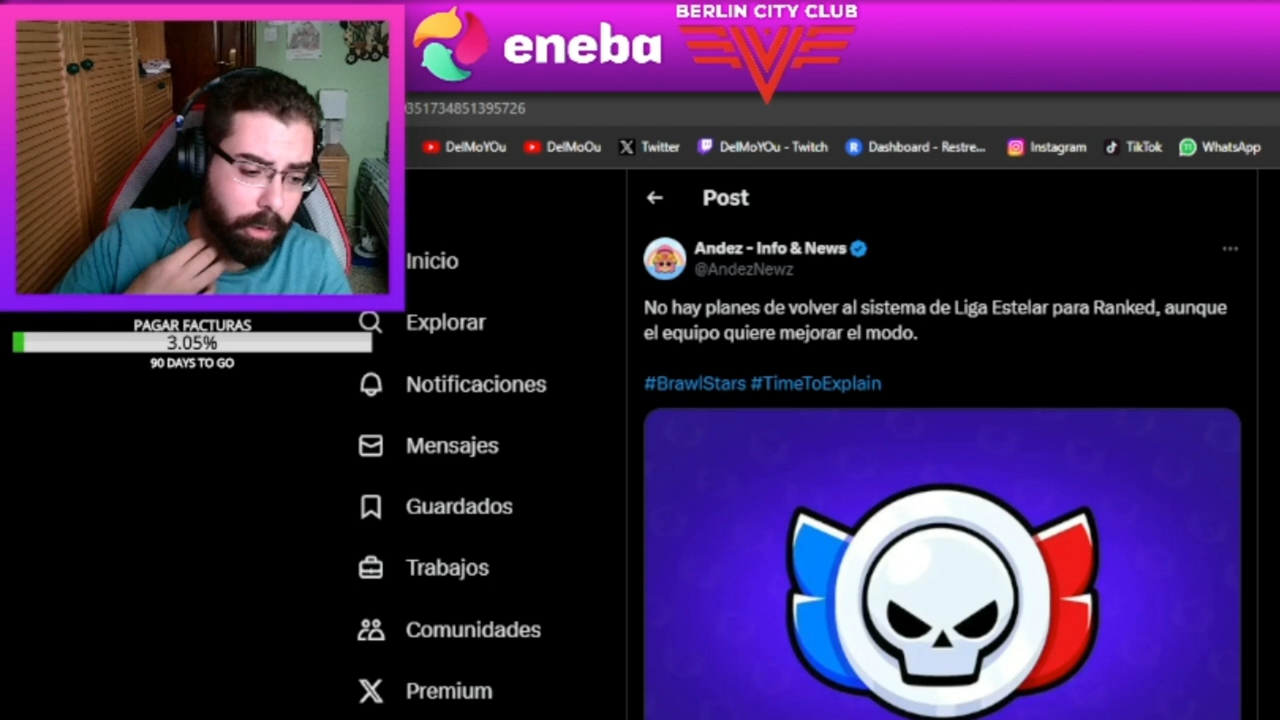 BERLIN CITY CLUB
eneba
351734851395726
DelMoYOu
DelMoOu
Twitter
DelMoYOu - Twitch
Dashboard - Restre...
Instagram
TikTok
WhatsApp
Post
Andez - Info & News
@AndezNewz
No hay planes de volver al sistema de Liga Estelar para Ranked, aunque
el equipo quiere mejorar el modo.
#BrawlStars #TimeToExplain
Inicio
Explorar
Notificaciones
Mensajes
Guardados
Trabajos
Comunidades
Premium
PAGAR FACTURAS
3.05%
90 DAYS TO GO